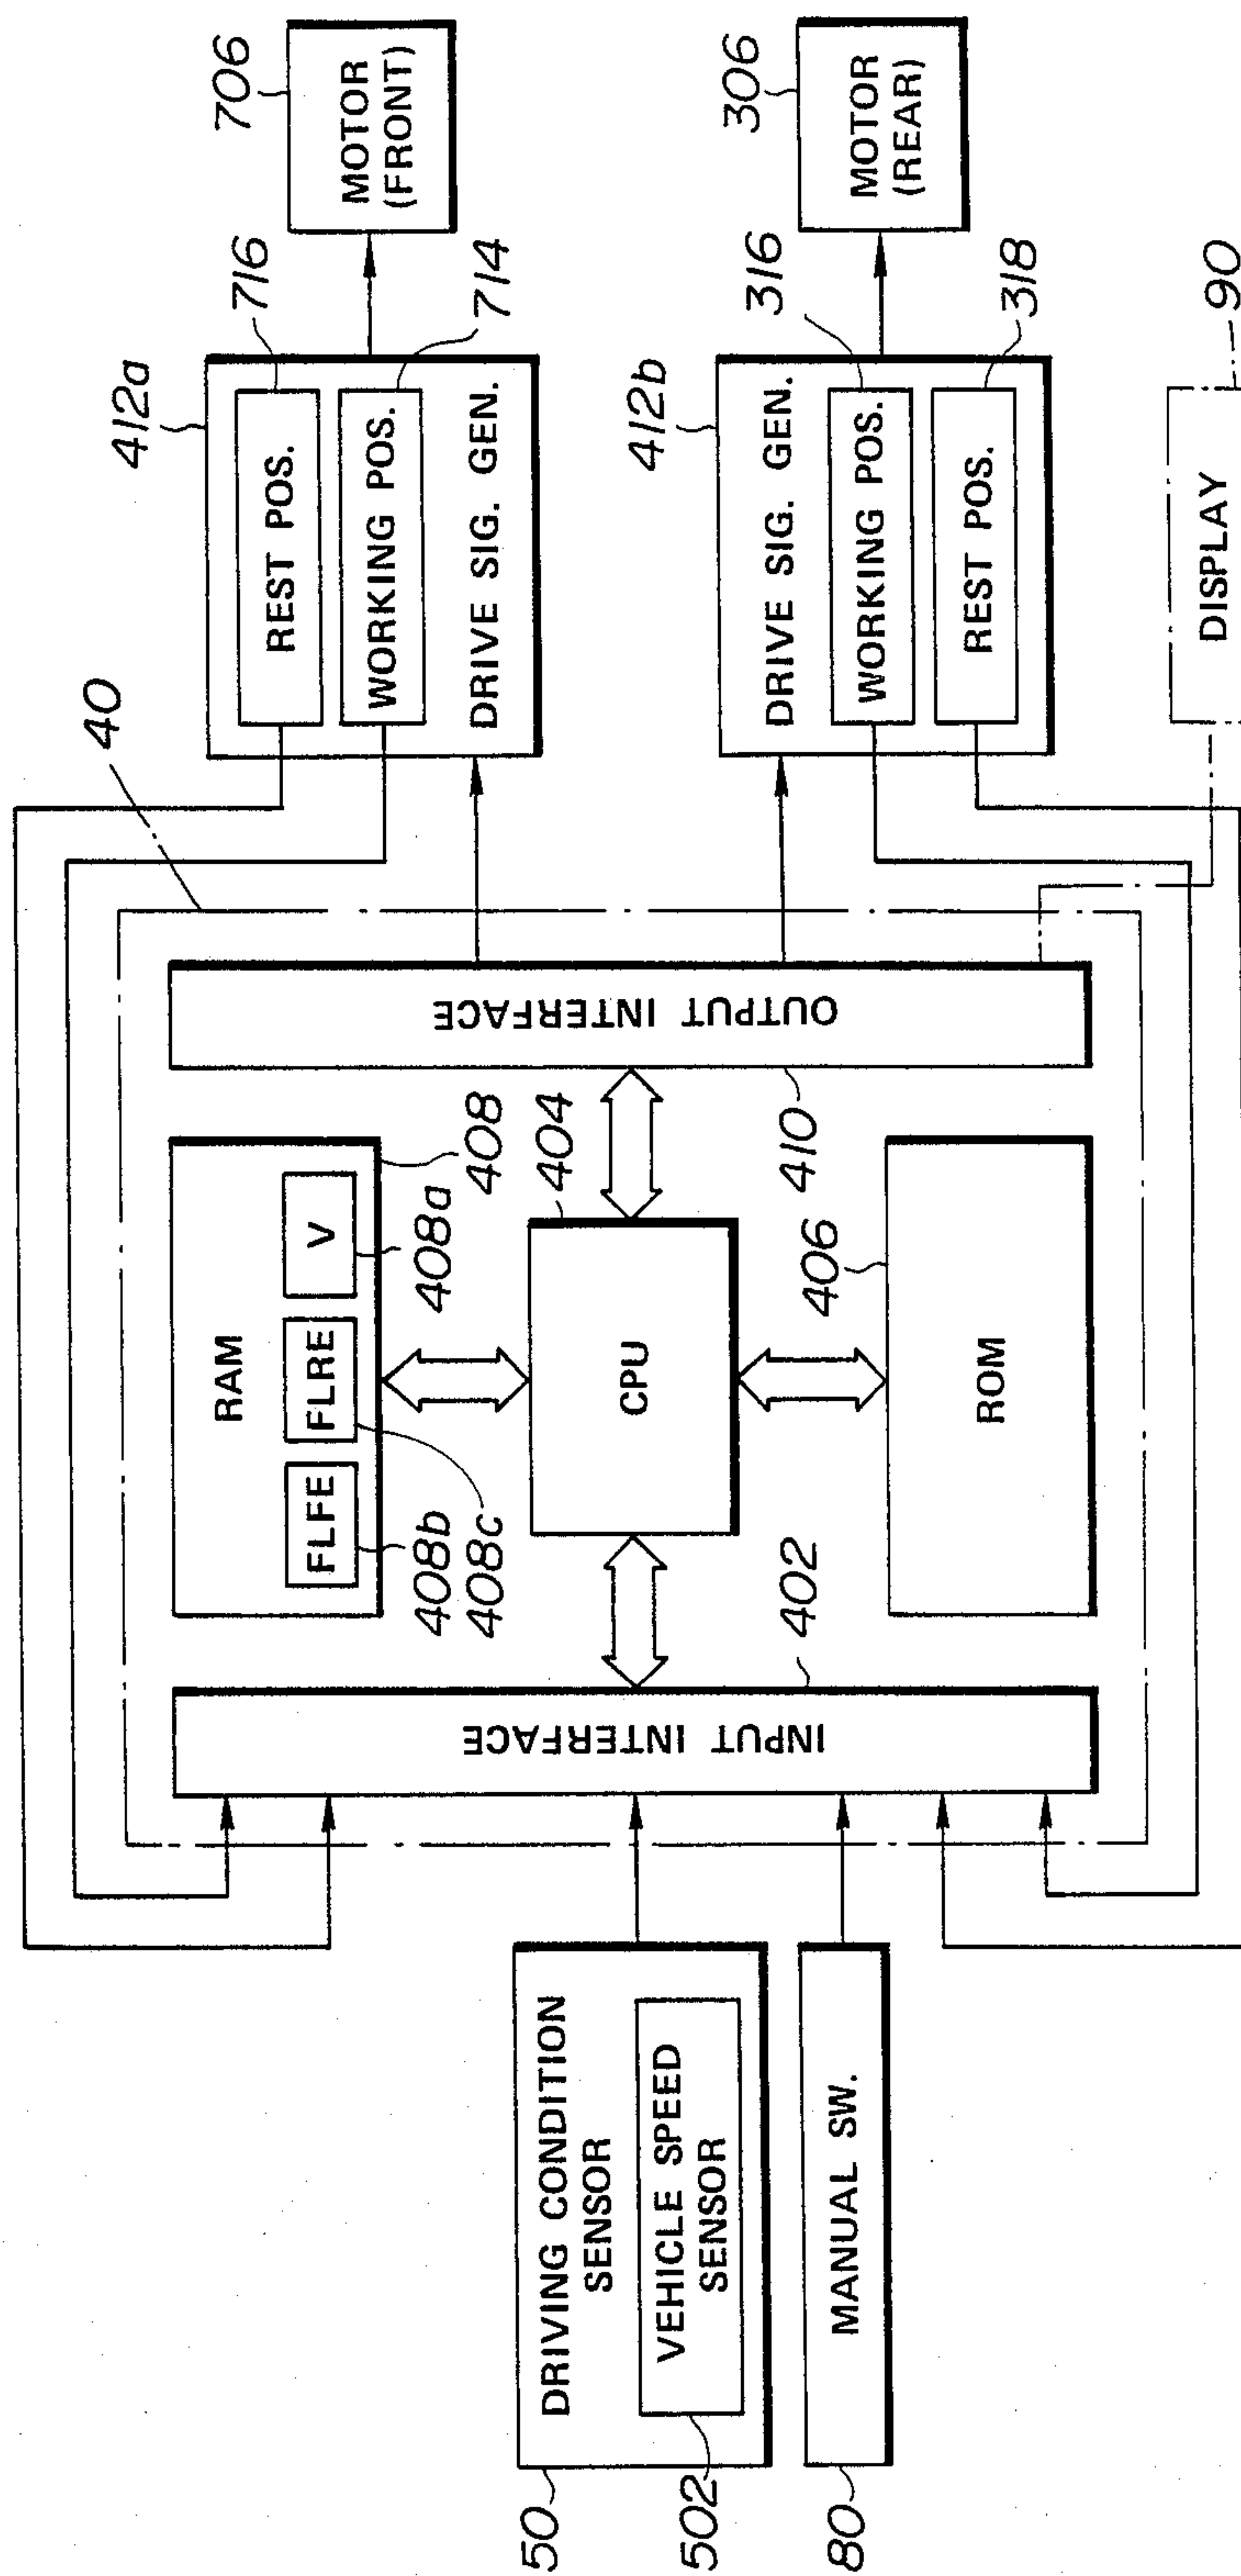 50
DRIVING CONDITION
SENSOR
VEHICLE SPEED
SENSOR
502
80
MANUAL SW.
INPUT INTERFACE
402
40
RAM
FLFE
FLRE
V
408b
408c
408a
408
CPU
404
406
ROM
OUTPUT INTERFACE
410
412a
REST POS.
716
WORKING POS.
714
DRIVE SIG. GEN.
706
MOTOR
(FRONT)
412b
DRIVE SIG. GEN.
WORKING POS.
316
REST POS.
318
306
MOTOR
(REAR)
DISPLAY
90